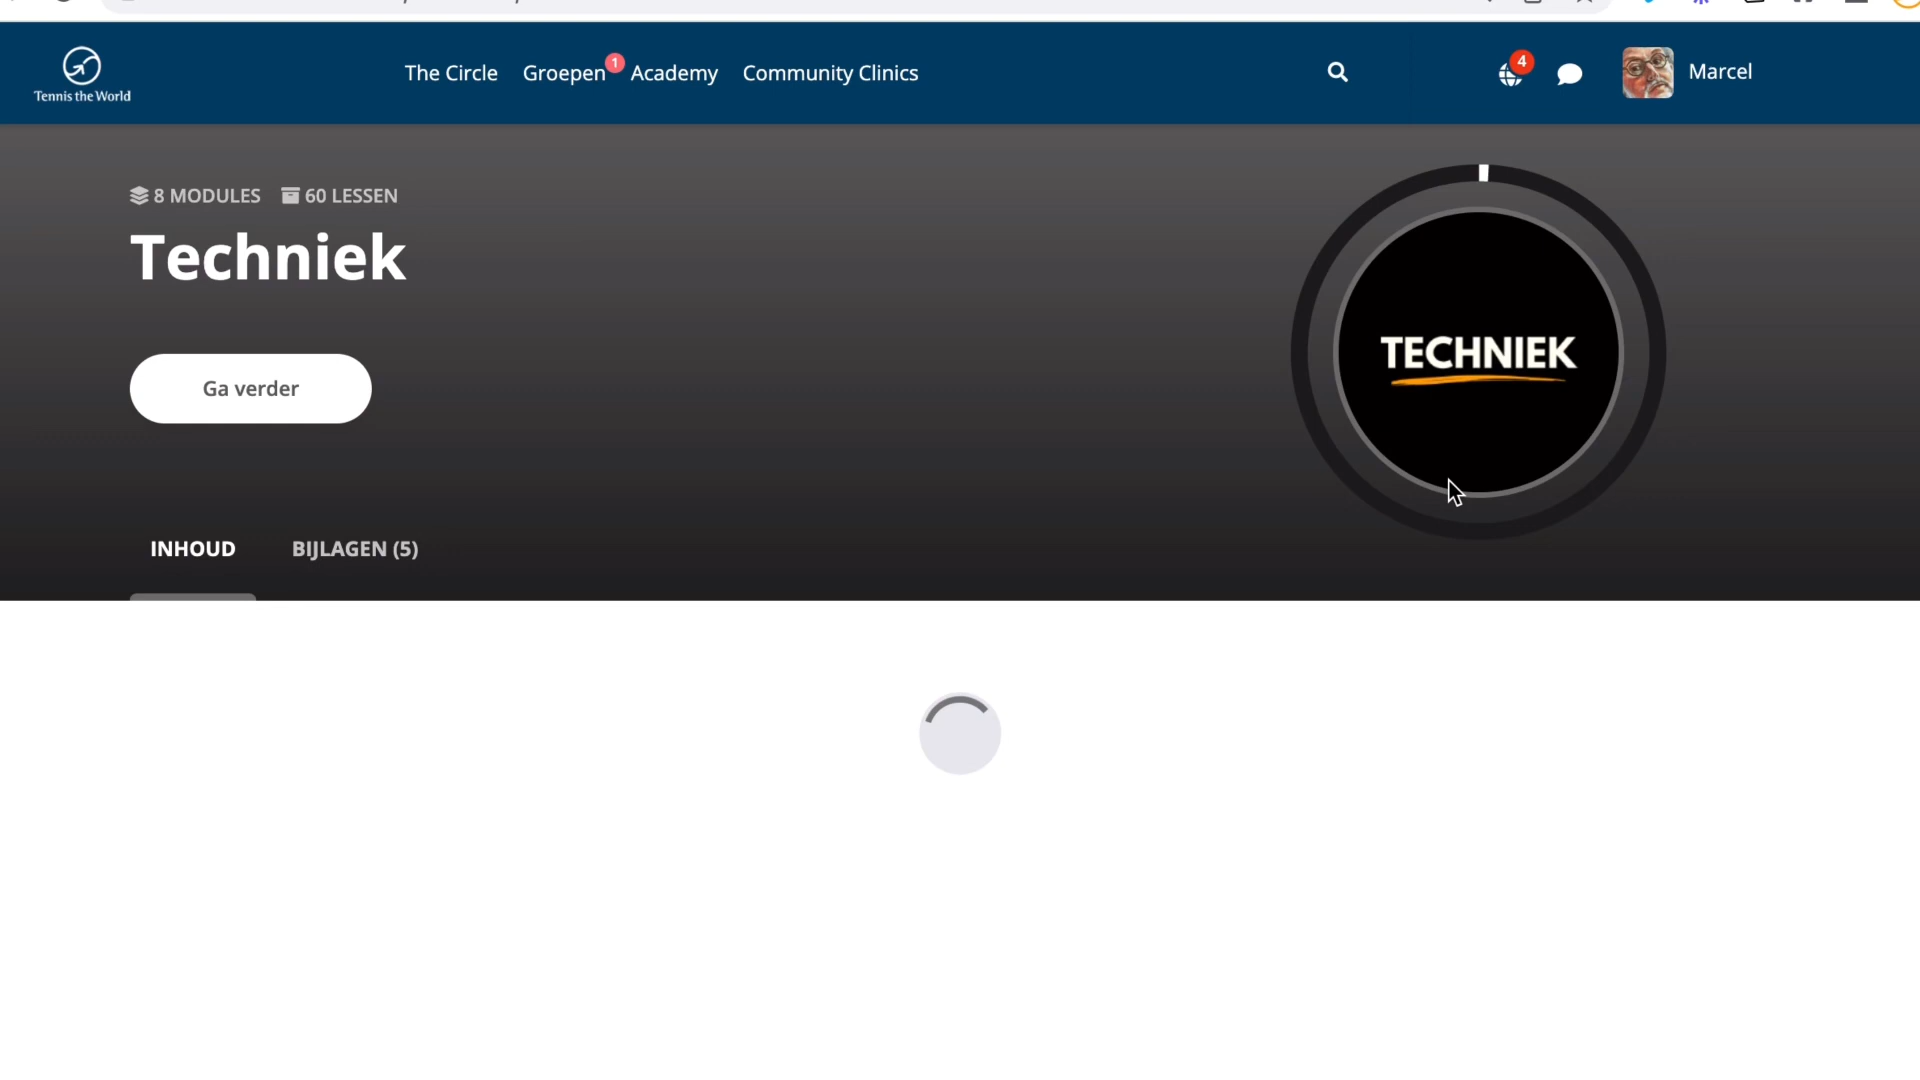 Tennis the World
The Circle
Groepen 1
Academy
Community Clinics
4
Marcel
8 MODULES 60 LESSEN
Techniek
Ga verder
TECHNIEK
INHOUD
BIJLAGEN (5)